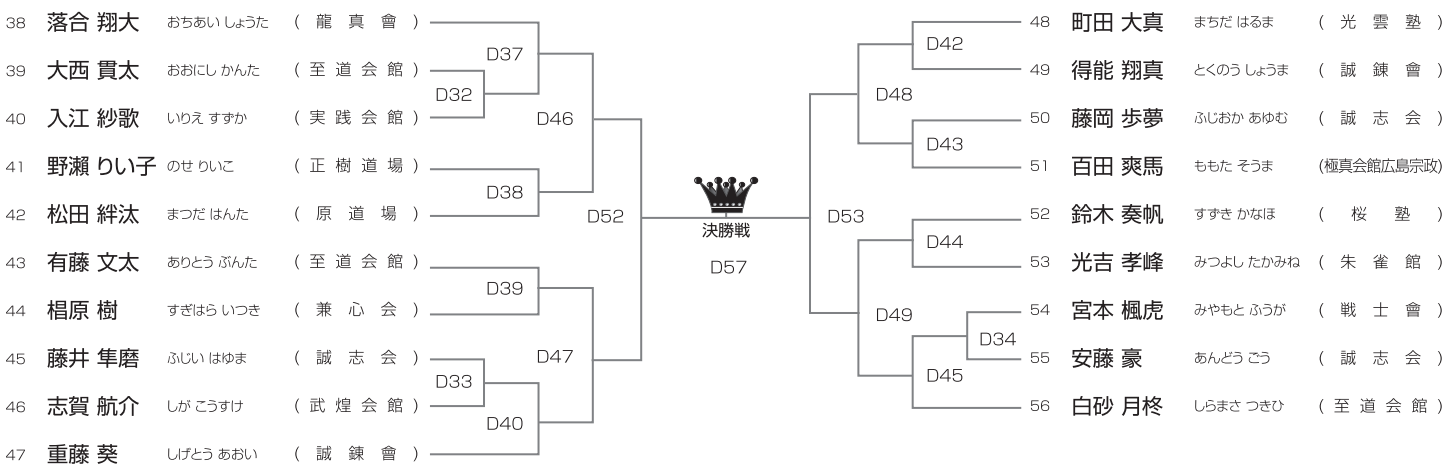 38 落合 翔大 おちあい しょうた ( 龍 真 會 )
39 大西 貫太 おおにし かんた ( 至 道 会 館 )
40 入江 紗歌 いりえ すずか ( 実 践 会 館 )
41 野瀬 りい子 のせ りいこ ( 正 樹 道 場 )
42 松田 絆汰 まつだ はんた ( 原 道 場 )
43 有藤 文太 ありとう ぶんた ( 至 道 会 館 )
44 椙原 樹 すぎはら いつき ( 兼 心 会 )
45 藤井 隼磨 ふじい はゆま ( 誠 志 会 )
46 志賀 航介 しが こうすけ ( 武 煌 会 館 )
47 重藤 葵 しげとう あおい ( 誠 錬 會 )
D37
D32
D46
D38
D52
D39
D47
D33
D40
決勝戦
D57
D42
D48
D43
D53
D44
D49
D34
D45
48 町田 大真 まちだ はるま ( 光 雲 塾 )
49 得能 翔真 とくのう しょうま ( 誠 錬 會 )
50 藤岡 歩夢 ふじおか あゆむ ( 誠 志 会 )
51 百田 爽馬 ももた そうま (極真会館広島宗政)
52 鈴木 奏帆 すずき かなほ ( 桜 塾 )
53 光吉 孝峰 みつよし たかみね ( 朱 雀 館 )
54 宮本 楓虎 みやもと ふうが ( 戦 士 會 )
55 安藤 豪 あんどう ごう ( 誠 志 会 )
56 白砂 月柊 しらまさ つきひ ( 至 道 会 館 )